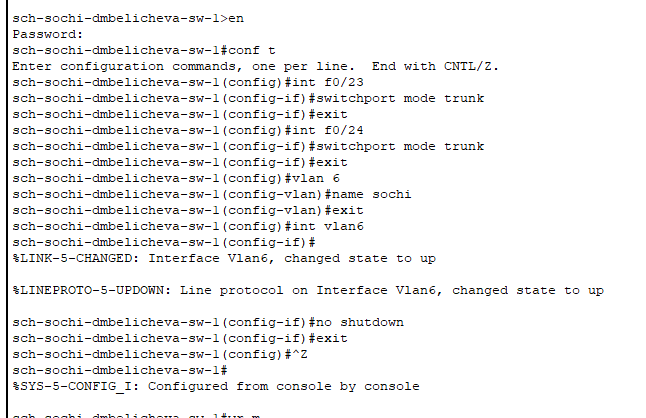 sch-sochi-dmbelicheva-sw-1>en
Password:
sch-sochi-dmbelicheva-sw-1#conf t
Enter configuration commands, one per line.  End with CNTL/Z.
sch-sochi-dmbelicheva-sw-1(config)#int f0/23
sch-sochi-dmbelicheva-sw-1(config-if)#switchport mode trunk
sch-sochi-dmbelicheva-sw-1(config-if)#exit
sch-sochi-dmbelicheva-sw-1(config)#int f0/24
sch-sochi-dmbelicheva-sw-1(config-if)#switchport mode trunk
sch-sochi-dmbelicheva-sw-1(config-if)#exit
sch-sochi-dmbelicheva-sw-1(config)#vlan 6
sch-sochi-dmbelicheva-sw-1(config-vlan)#name sochi
sch-sochi-dmbelicheva-sw-1(config-vlan)#exit
sch-sochi-dmbelicheva-sw-1(config)#int vlan6
sch-sochi-dmbelicheva-sw-1(config-if)#
%LINK-5-CHANGED: Interface Vlan6, changed state to up
%LINEPROTO-5-UPDOWN: Line protocol on Interface Vlan6, changed state to up
sch-sochi-dmbelicheva-sw-1(config-if)#no shutdown
sch-sochi-dmbelicheva-sw-1(config-if)#exit
sch-sochi-dmbelicheva-sw-1(config)#^Z
sch-sochi-dmbelicheva-sw-1#
%SYS-5-CONFIG_I: Configured from console by console